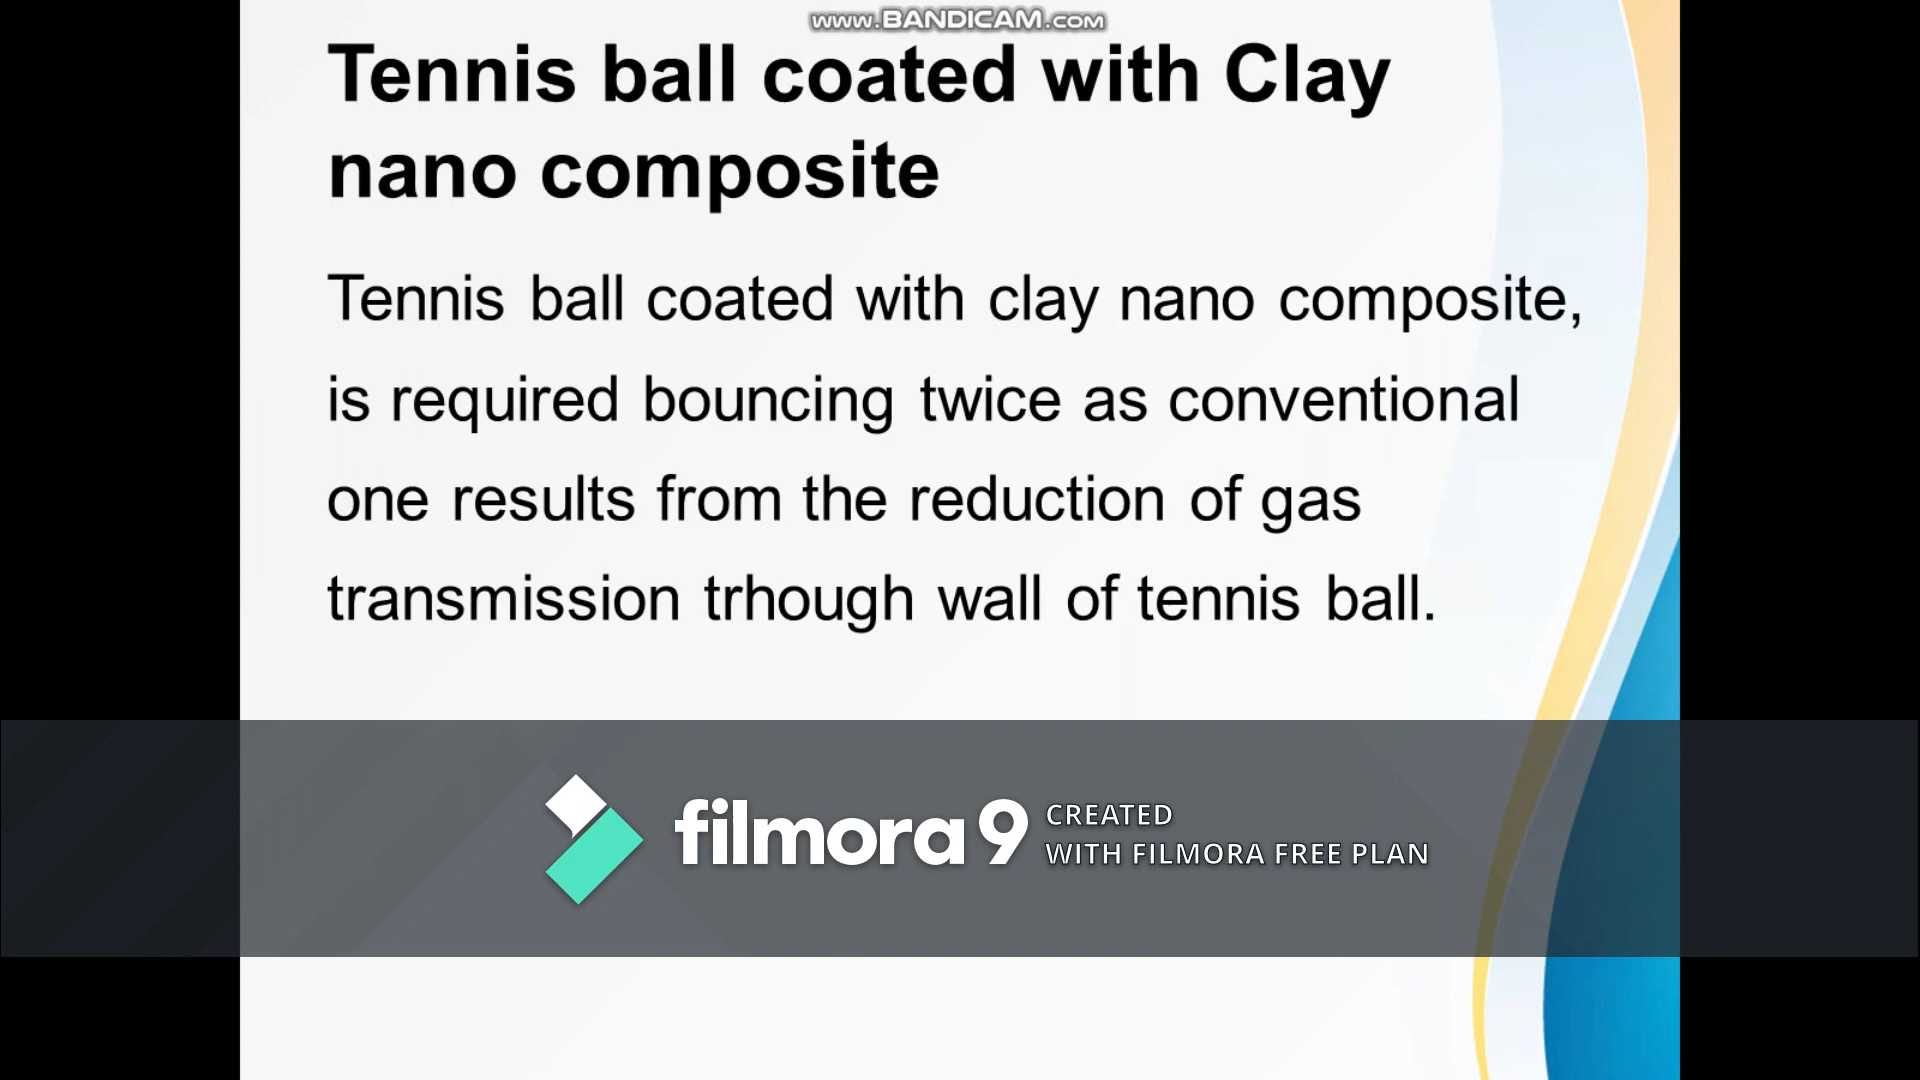 www.BANDICAM.com
Tennis ball coated with Clay
nano composite
Tennis ball coated with clay nano composite,
is required bouncing twice as conventional
one results from the reduction of gas
transmission trhough wall of tennis ball.
filmora9
CREATED
WITH FILMORA FREE PLAN